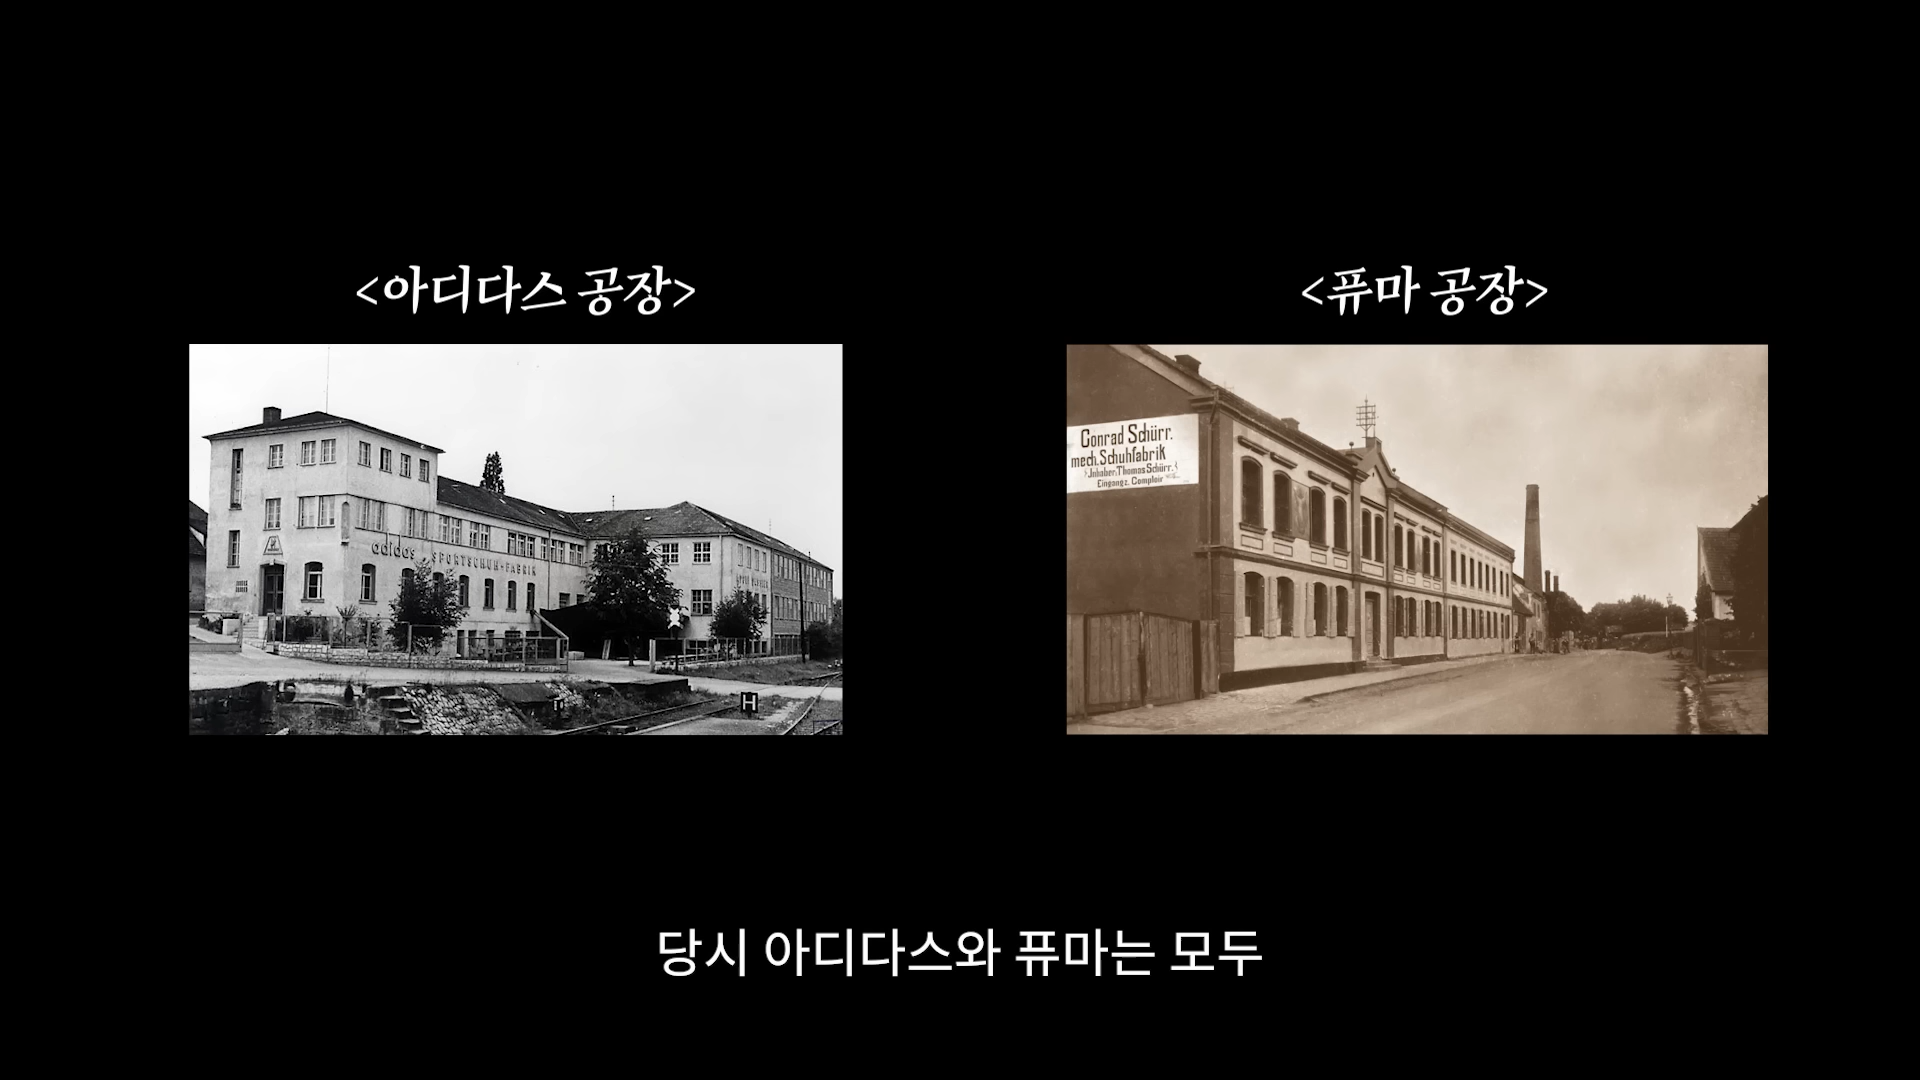 <아디다스 공장>
<퓨마 공장>
adidas SPORTSCHUH-FABRIK
H
Conrad Schürr.
mech. Schuhfabrik
Inhaber: Thomas Schürr.
Eingang z. Comptoir
당시 아디다스와 퓨마는 모두